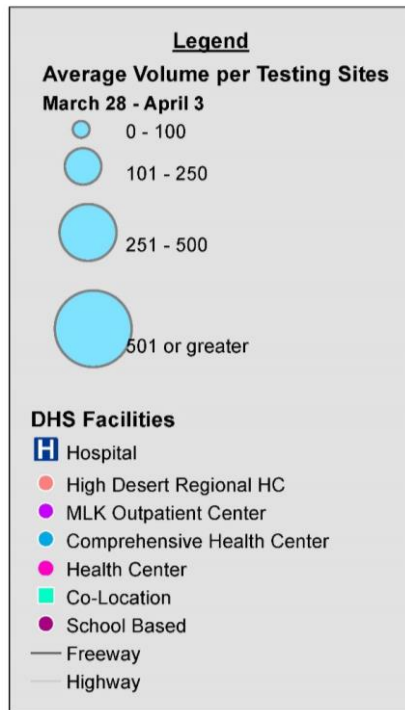 Legend
Average Volume per Testing Sites
March 28 - April 3
0 - 100
101 - 250
251 - 500
501 or greater
DHS Facilities
H Hospital
High Desert Regional HC
MLK Outpatient Center
Comprehensive Health Center
Health Center
Co-Location
School Based
Freeway
Highway